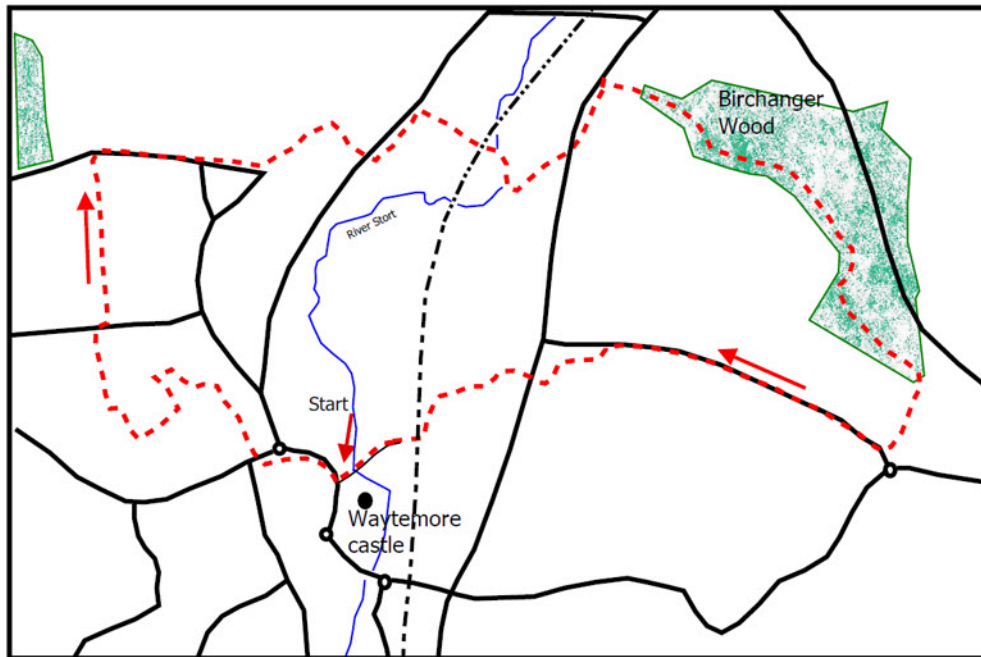 Birchanger
Wood
River Stort
Start
Waytemore
castle